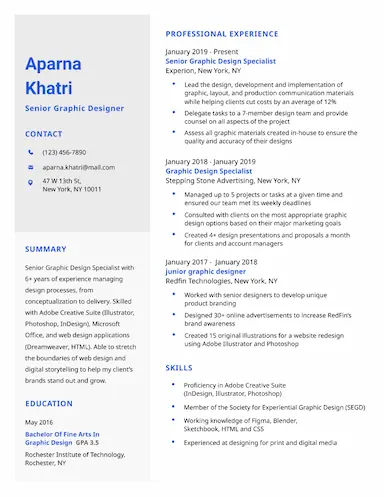 Aparna
Khatri
Senior Graphic Designer
CONTACT
(123) 456-7890
aparna.khatri@mail.com
47 W 13th St,
New York, NY 10011
SUMMARY
Senior Graphic Design Specialist with
6+ years of experience managing
design processes, from
conceptualization to delivery. Skilled
with Adobe Creative Suite (Illustrator,
Photoshop, InDesign), Microsoft
Office, and web design applications
(Dreamweaver, HTML). Able to stretch
the boundaries of web design and
digital storytelling to help my client's
brands stand out and grow.
EDUCATION
May 2016
Bachelor Of Fine Arts In
Graphic Design GPA 3.5
Rochester Institute of Technology,
Rochester, NY
PROFESSIONAL EXPERIENCE
January 2019 - Present
Senior Graphic Design Specialist
Experion, New York, NY
• Lead the design, development and implementation of
graphic, layout, and production communication materials
while helping clients cut costs by an average of 12%
• Delegate tasks to a 7-member design team and provide
counsel on all aspects of the project
• Assess all graphic materials created in-house to ensure the
quality and accuracy of their designs
January 2018 - January 2019
Graphic Design Specialist
Stepping Stone Advertising, New York, NY
• Managed up to 5 projects or tasks at a given time and
ensured our team met its weekly deadlines
• Consulted with clients on the most appropriate graphic
design options based on their major marketing goals
• Created 4+ design presentations and proposals a month
for clients and account managers
January 2017 - January 2018
junior graphic designer
Redfin Technologies, New York, NY
• Worked with senior designers to develop unique
product branding
• Designed 30+ online advertisements to increase RedFin's
brand awareness
• Created 15 original illustrations for a website redesign
using Adobe Illustrator and Photoshop
SKILLS
• Proficiency in Adobe Creative Suite
(InDesign, Illustrator, Photoshop)
• Member of the Society for Experiential Graphic Design (SEGD)
• Working knowledge of Figma, Blender,
Sketchbook, HTML and CSS
• Experienced at designing for print and digital media